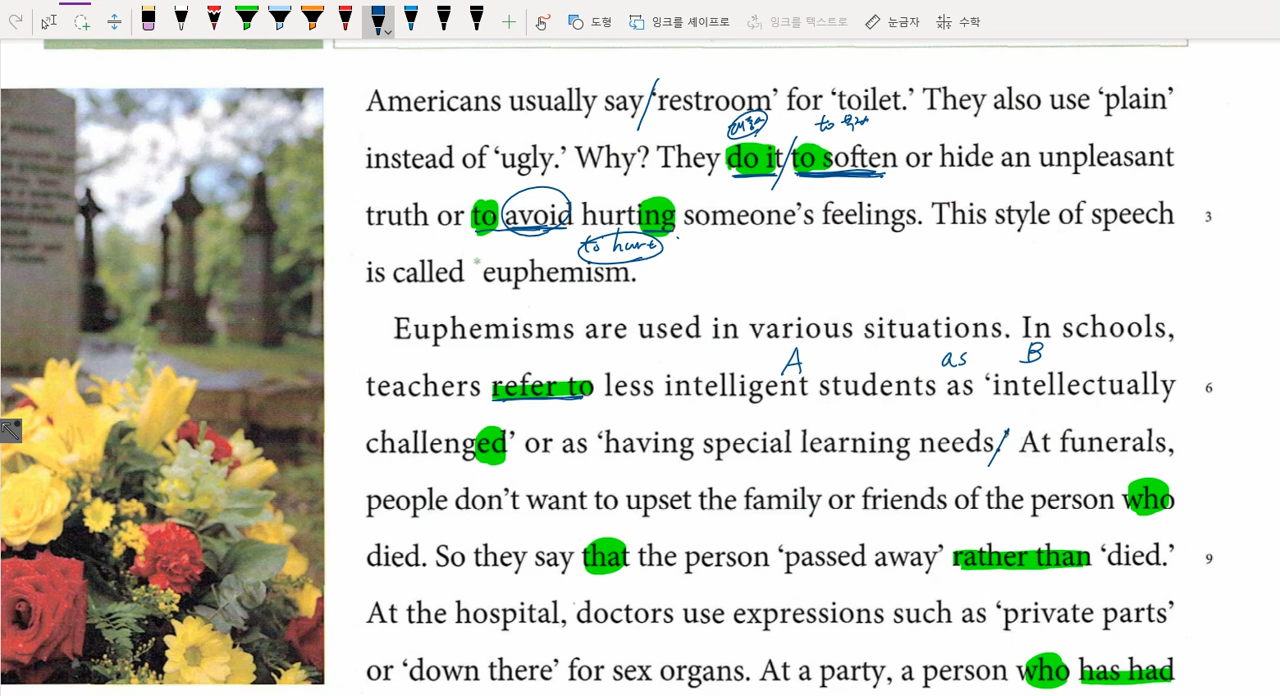 도형 잉크를 셰이프로 잉크를 텍스트로 눈금자 수학
Americans usually say/‘restroom’ for ‘toilet.’ They also use ‘plain’
to
instead of ‘ugly.’ Why? They do it/to soften or hide an unpleasant
truth or to avoid hurting someone’s feelings. This style of speech 3
to hurt
is called *euphemism.
Euphemisms are used in various situations. In schools,
A as B
teachers refer to less intelligent students as ‘intellectually 6
challenged’ or as ‘having special learning needs/’ At funerals,
people don’t want to upset the family or friends of the person who
died. So they say that the person ‘passed away’ rather than ‘died.’ 9
At the hospital, doctors use expressions such as ‘private parts’
or ‘down there’ for sex organs. At a party, a person who has had